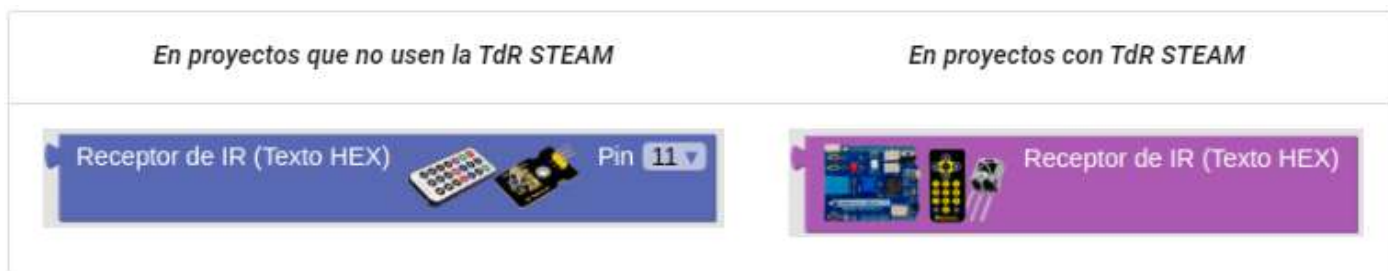 En proyectos que no usen la TdR STEAM
En proyectos con TdR STEAM
Receptor de IR (Texto HEX) Pin 11
Receptor de IR (Texto HEX)